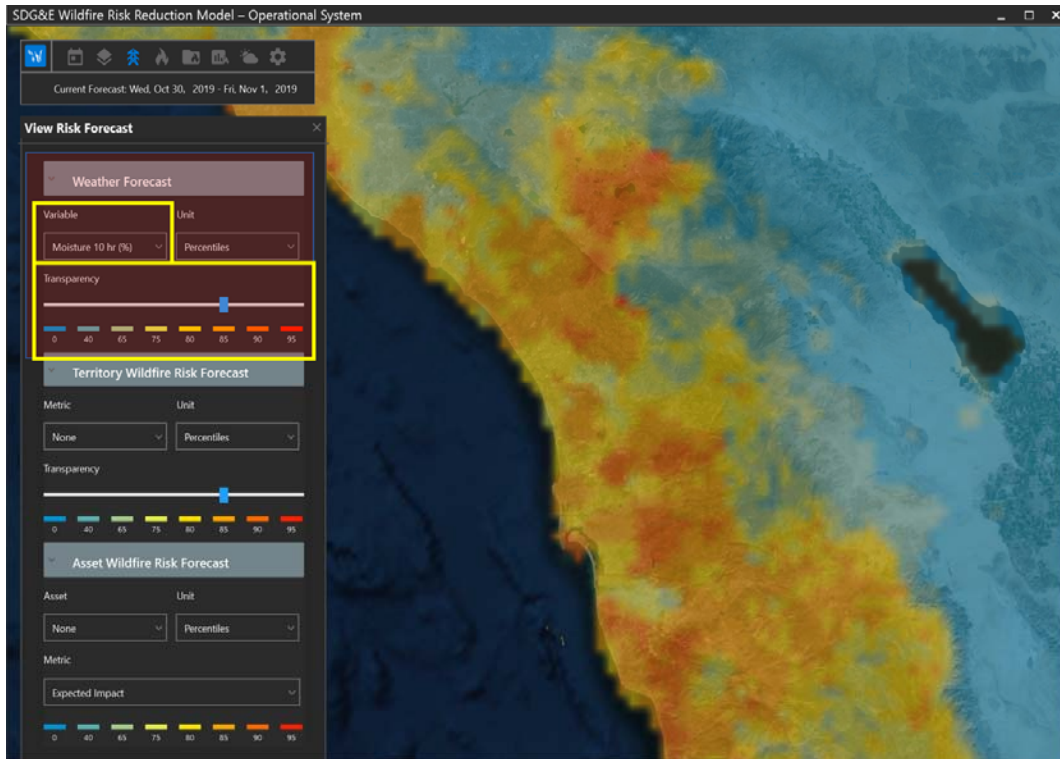 SDG&E Wildfire Risk Reduction Model – Operational System
Current Forecast: Wed, Oct 30, 2019 - Fri, Nov 1, 2019
View Risk Forecast
Weather Forecast
Variable Unit
Moisture 10 hr (%) Percentiles
Transparency
0 40 65 75 80 85 90 95
Territory Wildfire Risk Forecast
Metric Unit
None Percentiles
Transparency
0 40 65 75 80 85 90 95
Asset Wildfire Risk Forecast
Asset Unit
None Percentiles
Metric
Expected Impact
0 40 65 75 80 85 90 95